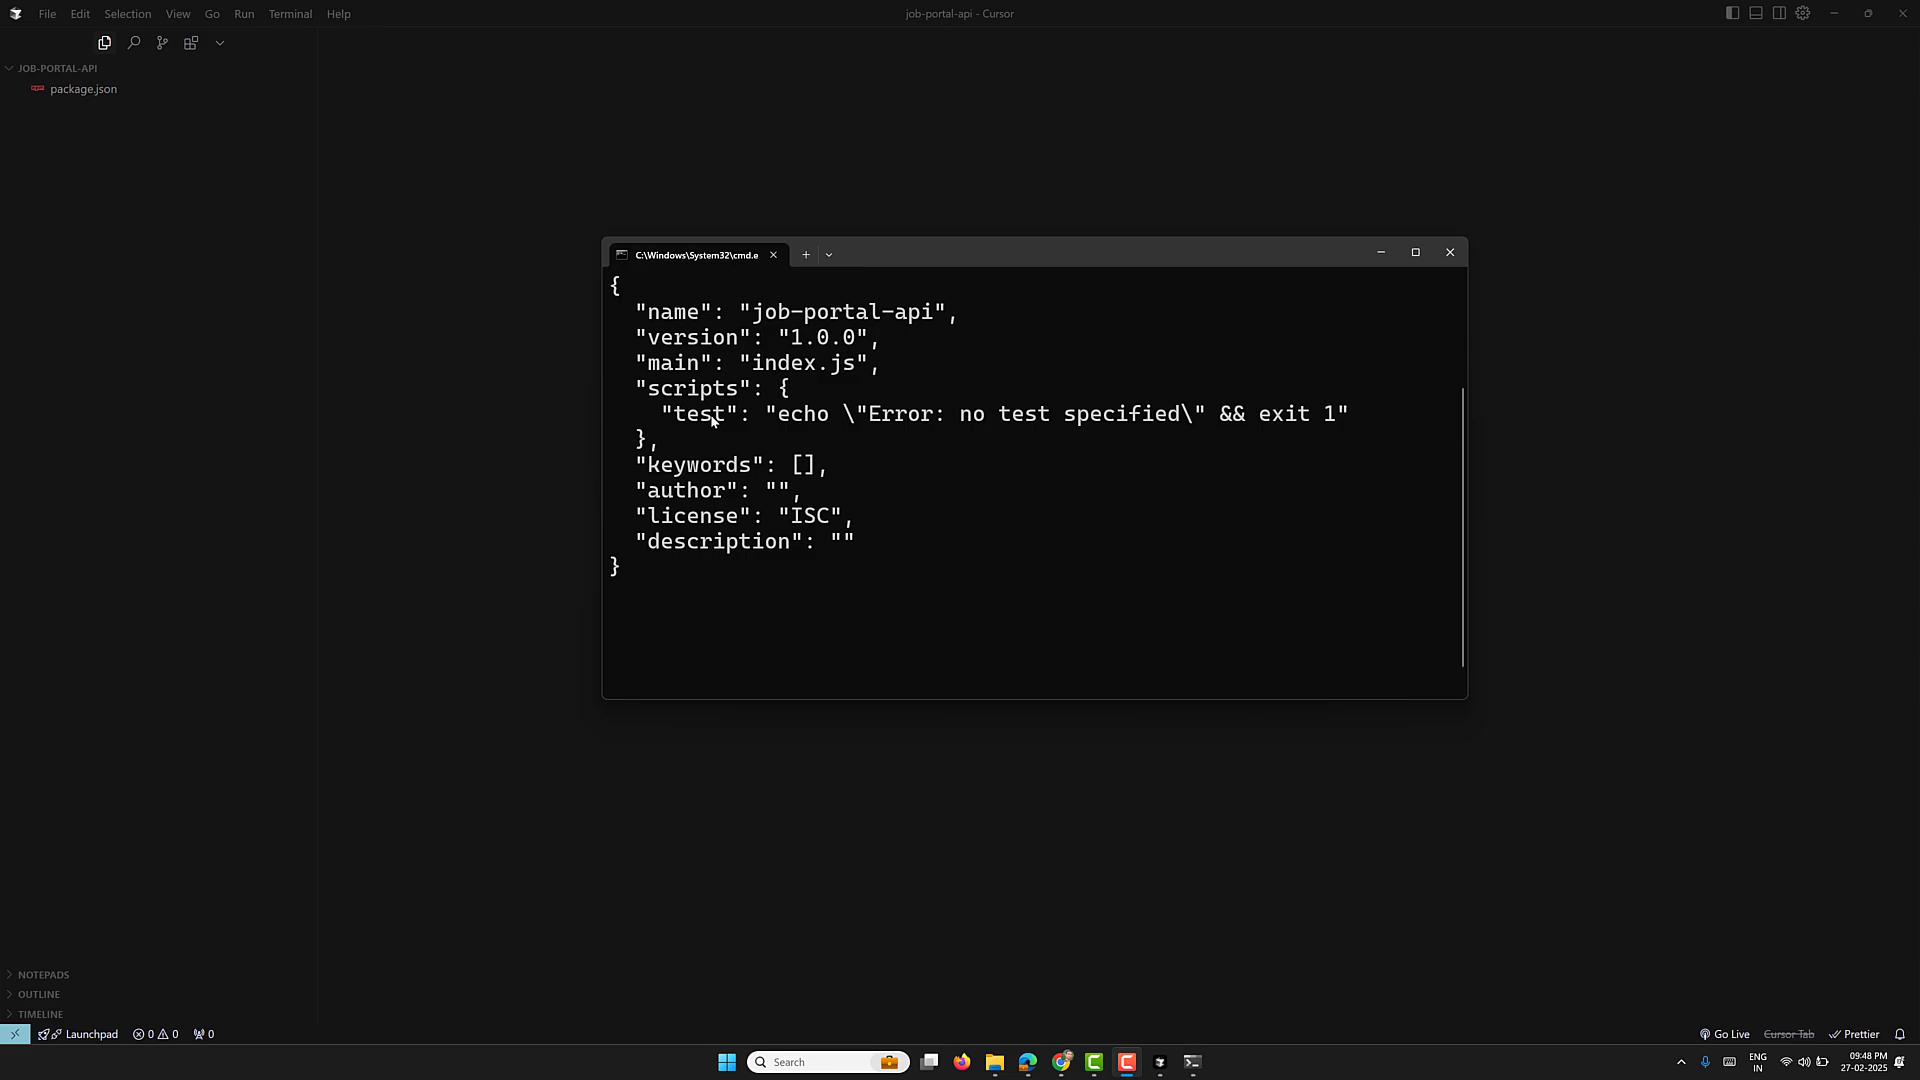 File Edit Selection View Go Run Terminal Help
job-portal-api - Cursor
JOB-PORTAL-API
package.json
C:\Windows\System32\cmd.e
{
"name": "job-portal-api",
"version": "1.0.0",
"main": "index.js",
"scripts": {
"test": "echo \"Error: no test specified\" && exit 1"
},
"keywords": [],
"author": "",
"license": "ISC",
"description": ""
}
NOTEPADS
OUTLINE
TIMELINE
Launchpad 0 0 0
Go Live Cursor Tab Prettier
Search
ENG
IN
09:48 PM
27-02-2025